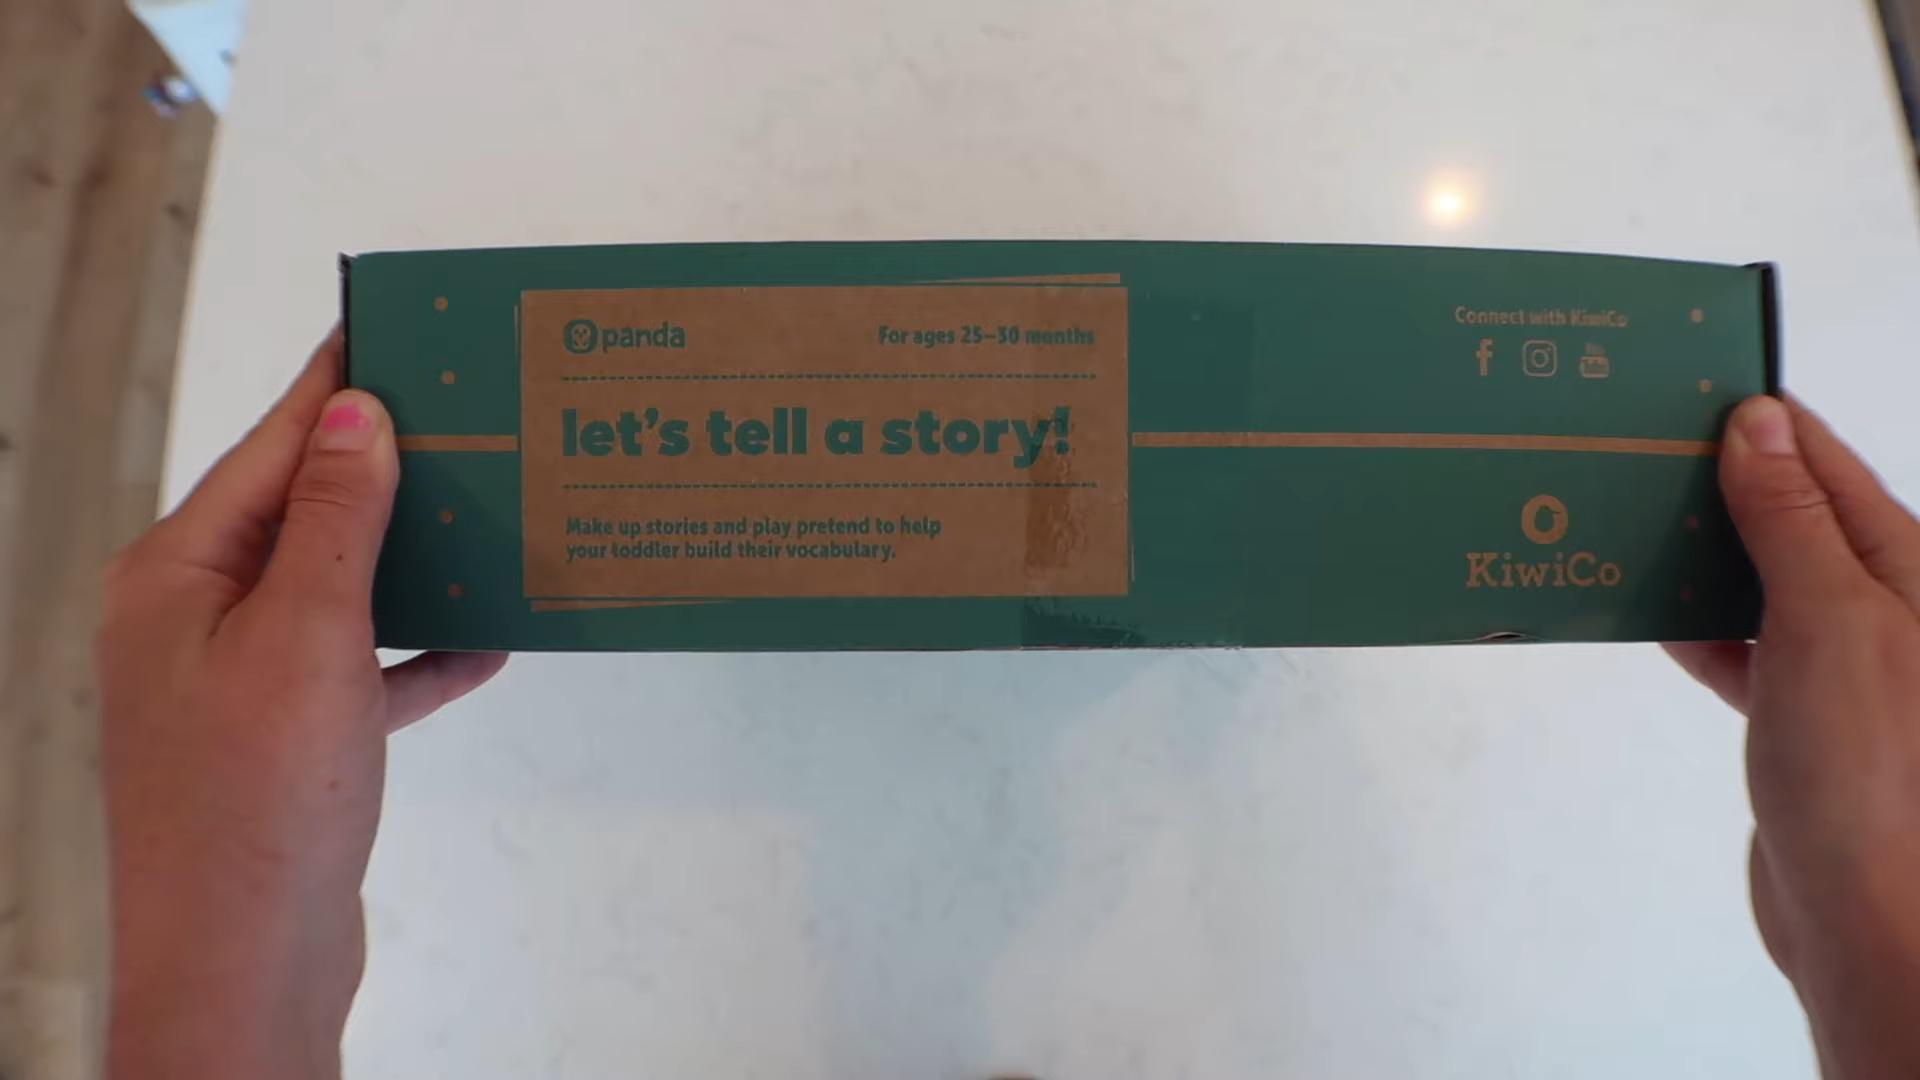 panda
For ages 25–30 months
let's tell a story!
Make up stories and play pretend to help
your toddler build their vocabulary.
Connect with KiwiCo
KiwiCo